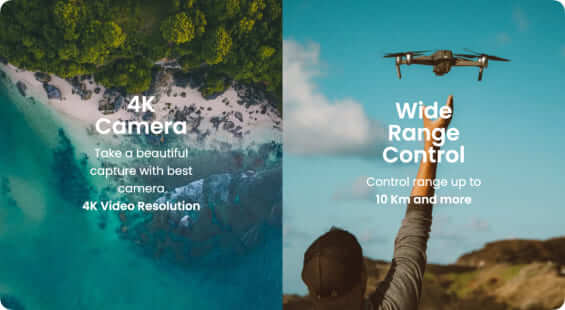 4K
Camera
Take a beautiful
capture with best
camera.
4K Video Resolution
Wide
Range
Control
Control range up to
10 Km and more